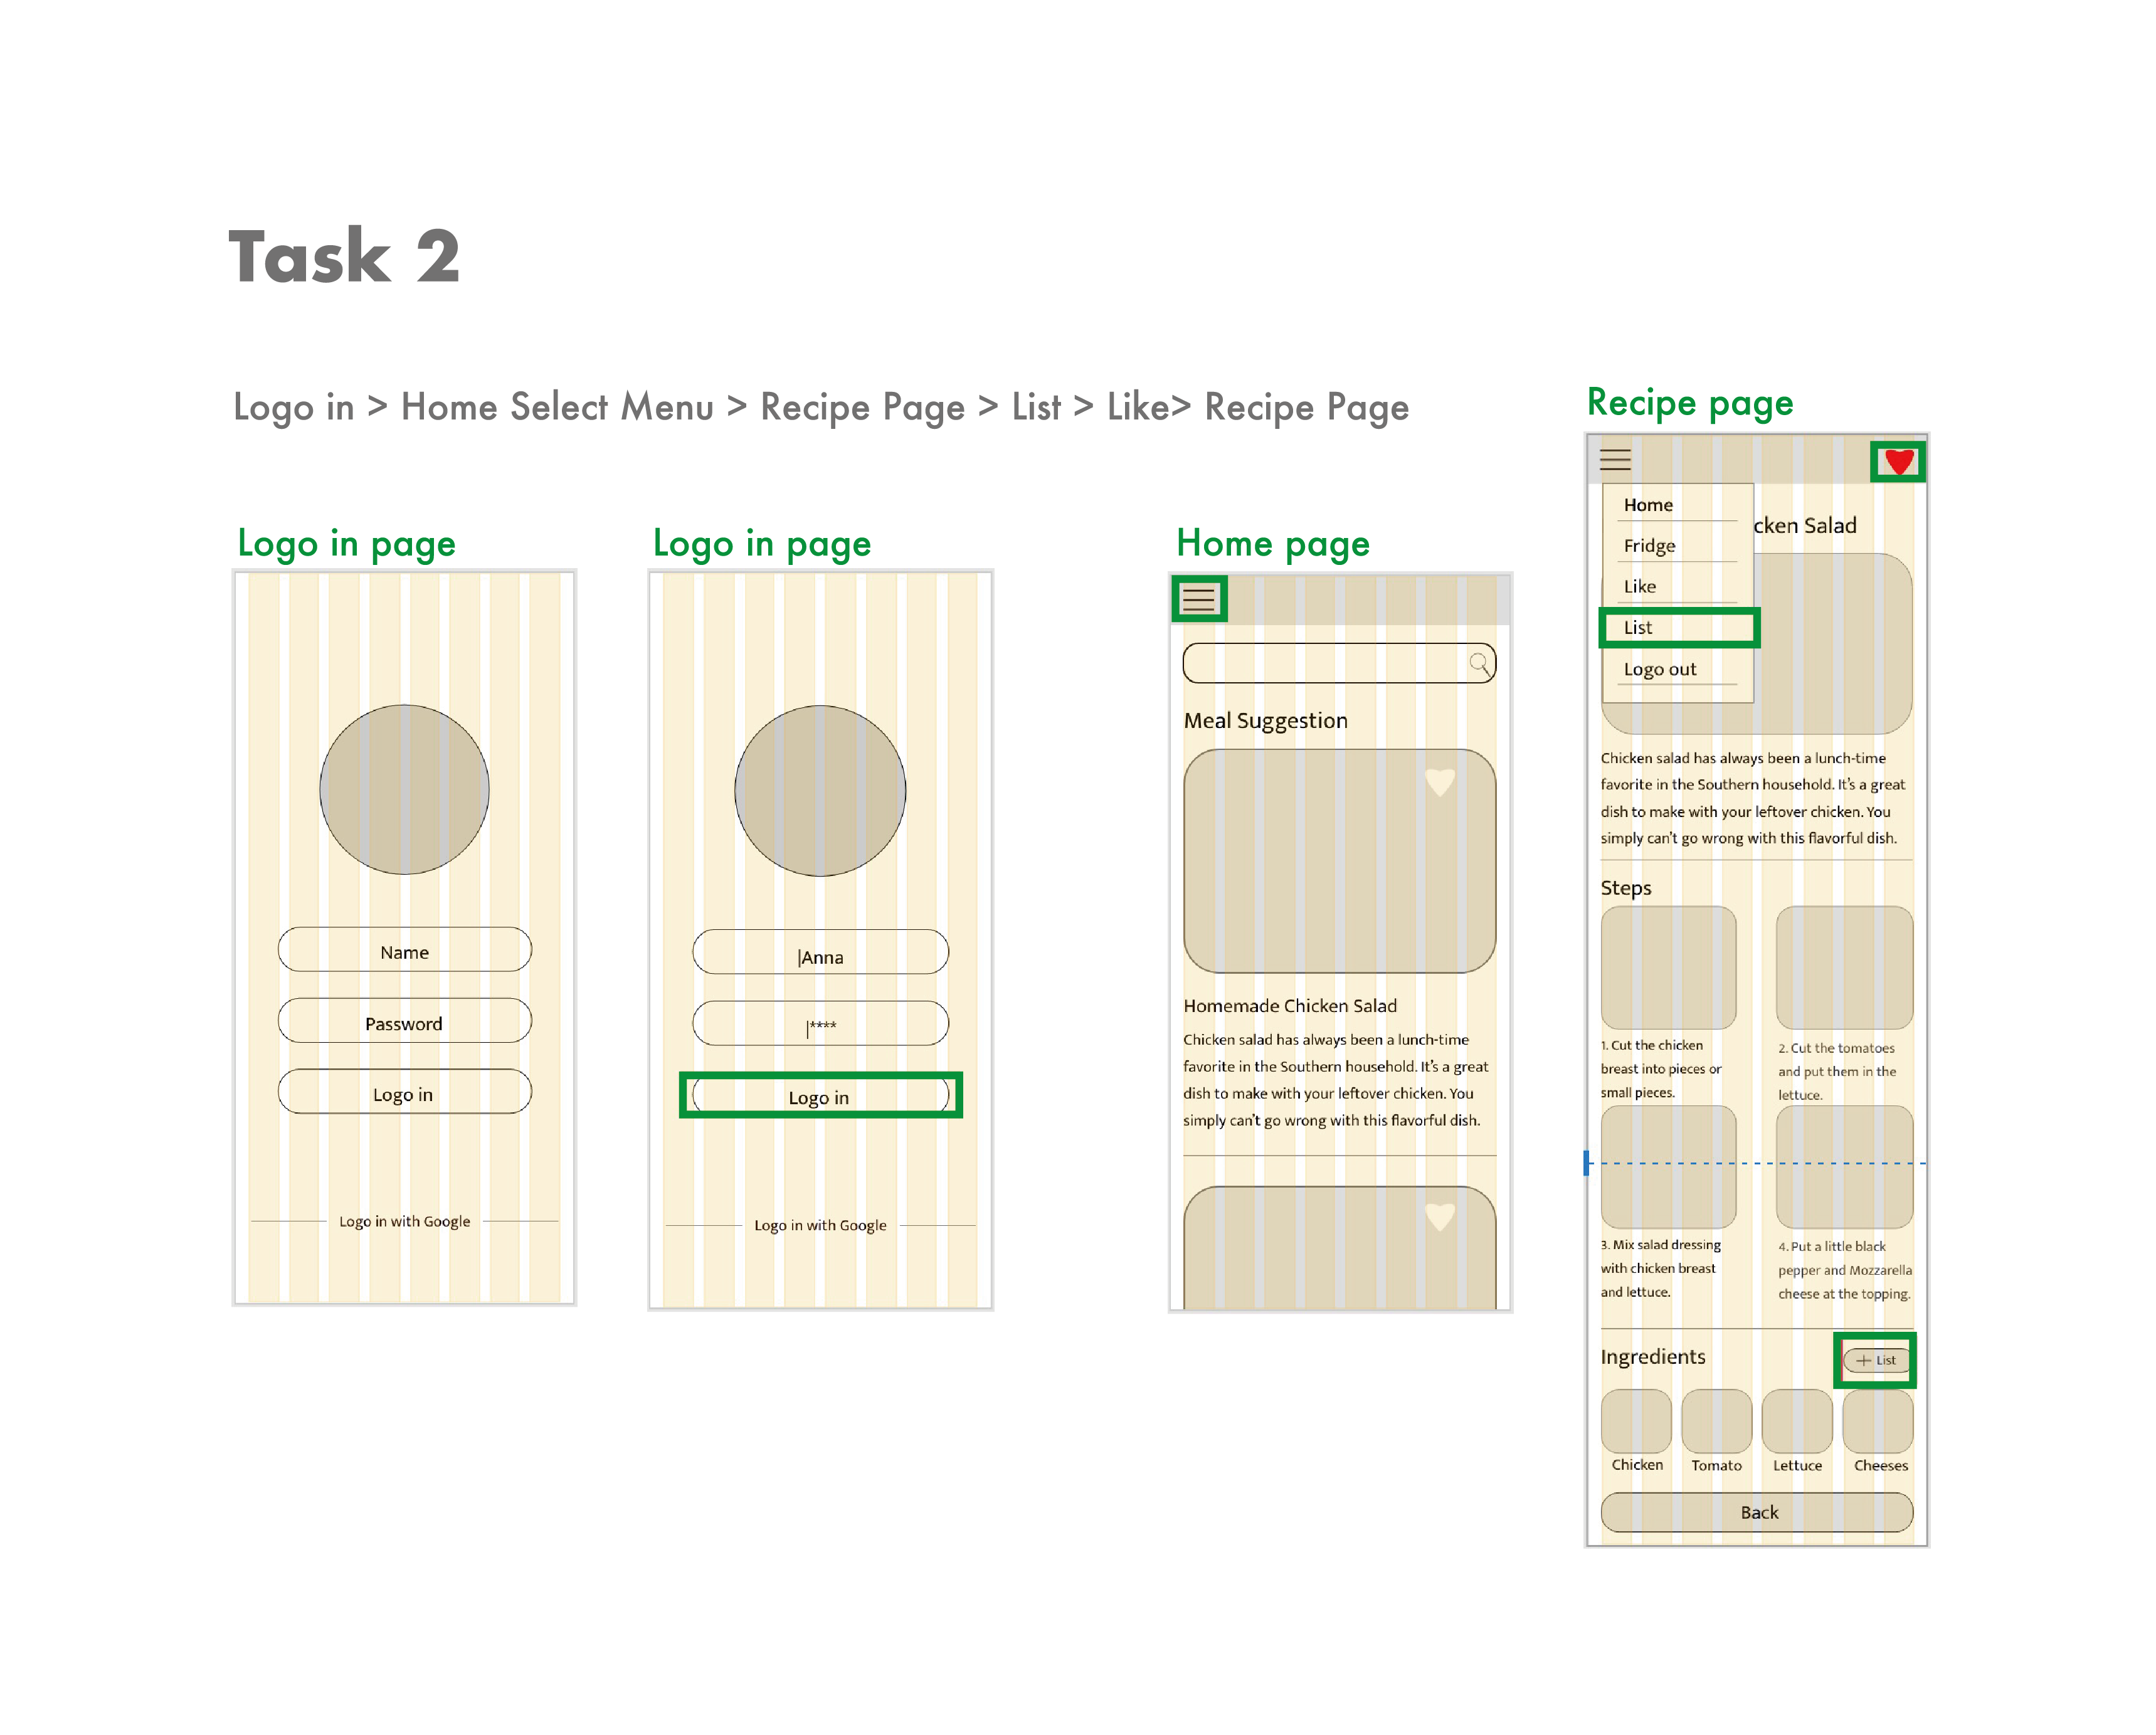 Task 2
Logo in > Home Select Menu > Recipe Page > List > Like> Recipe Page
Logo in page
Name
Password
Logo in
Logo in with Google
Logo in page
|Anna
|****
Logo in
Logo in with Google
Home page
Meal Suggestion
Homemade Chicken Salad
Chicken salad has always been a lunch-time
favorite in the Southern household. It's a great
dish to make with your leftover chicken. You
simply can't go wrong with this flavorful dish.
Recipe page
Home
cken Salad
Fridge
Like
List
Logo out
Chicken salad has always been a lunch-time
favorite in the Southern household. It's a great
dish to make with your leftover chicken. You
simply can't go wrong with this flavorful dish.
Steps
1. Cut the chicken
breast into pieces or
small pieces.
2. Cut the tomatoes
and put them in the
lettuce.
3. Mix salad dressing
with chicken breast
and lettuce.
4. Put a little black
pepper and Mozzarella
cheese at the topping.
Ingredients
+ List
Chicken
Tomato
Lettuce
Cheeses
Back